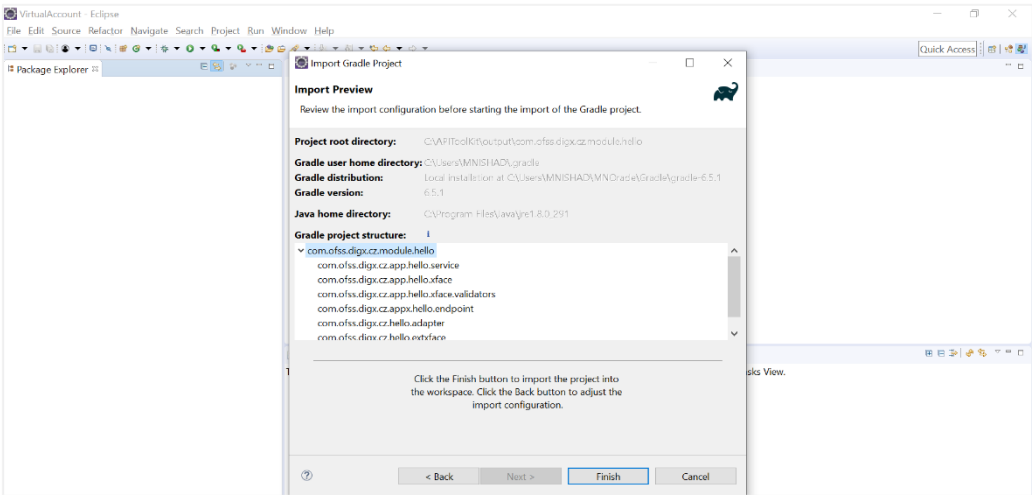 VirtualAccount - Eclipse
File Edit Source Refactor Navigate Search Project Run Window Help
Quick Access
Package Explorer
Import Gradle Project
Import Preview
Review the import configuration before starting the import of the Gradle project.
Project root directory: C:\APIToolKit\output\com.ofss.digx.cz.module.hello
Gradle user home directory: C:\Users\MNISHAD\.gradle
Gradle distribution: Local installation at C:\Users\MNISHAD\MNOracle\Gradle\gradle-6.5.1
Gradle version: 6.5.1
Java home directory: C:\Program Files\Java\jre1.8.0_291
Gradle project structure:
com.ofss.digx.cz.module.hello
com.ofss.digx.cz.app.hello.service
com.ofss.digx.cz.app.hello.xface
com.ofss.digx.cz.app.hello.xface.validators
com.ofss.digx.cz.appx.hello.endpoint
com.ofss.digx.cz.hello.adapter
com.ofss.digx.cz.hello.extxface
Click the Finish button to import the project into
the workspace. Click the Back button to adjust the
import configuration.
View.
< Back Next > Finish Cancel